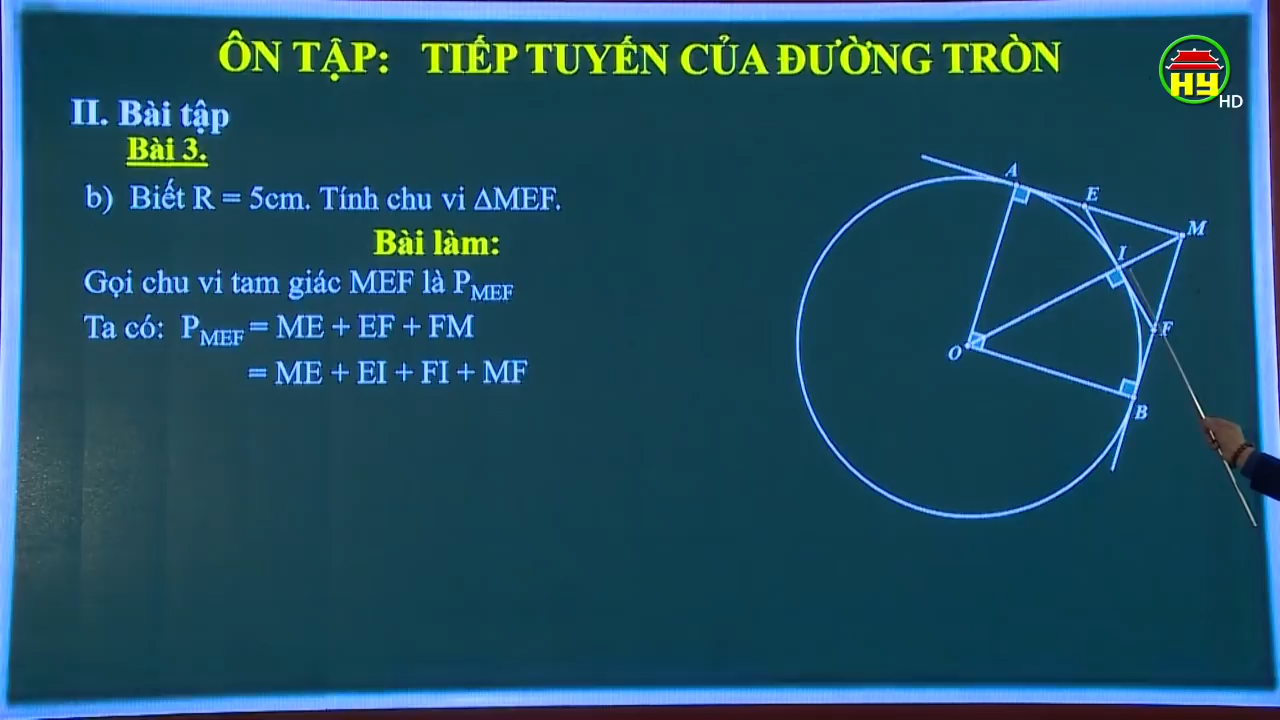 ÔN TẬP: TIẾP TUYẾN CỦA ĐƯỜNG TRÒN
HY
HD
II. Bài tập
Bài 3.
b) Biết R = 5cm. Tính chu vi ΔMEF.
Bài làm:
Gọi chu vi tam giác MEF là P_MEF
Ta có: P_MEF = ME + EF + FM
= ME + EI + FI + MF
A
E
M
I
F
O
B